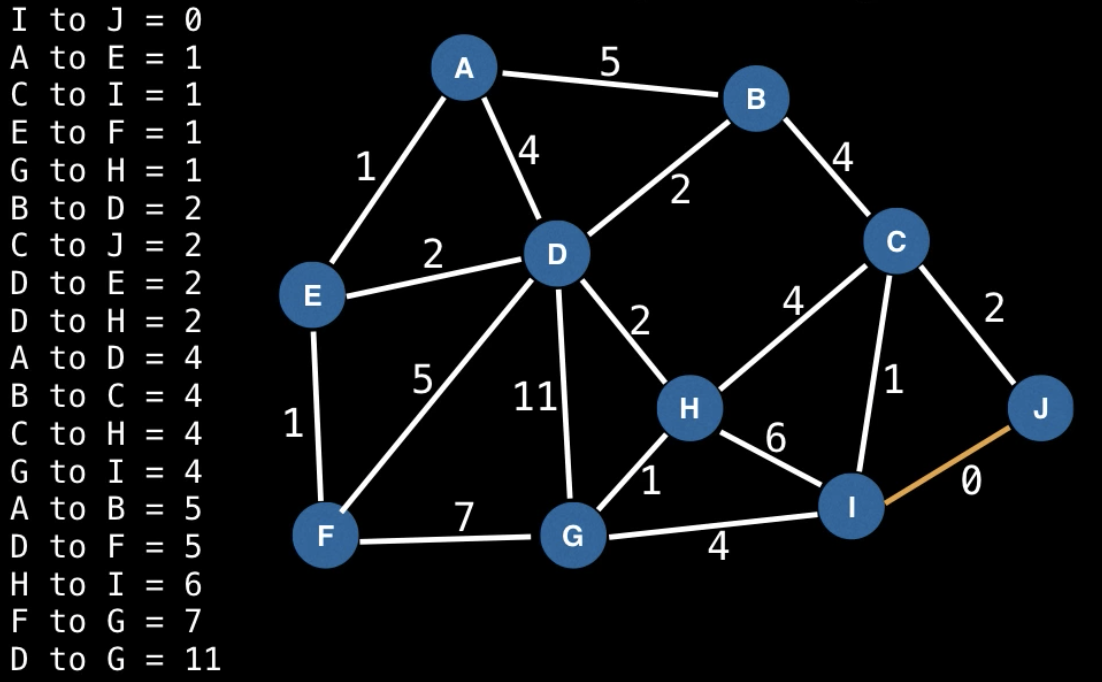 I to J = 0
A to E = 1
C to I = 1
E to F = 1
G to H = 1
B to D = 2
C to J = 2
D to E = 2
D to H = 2
A to D = 4
B to C = 4
C to H = 4
G to I = 4
A to B = 5
D to F = 5
H to I = 6
F to G = 7
D to G = 11
A
5
B
1
4
2
4
C
D
2
E
2
4
2
5
11
1
H
J
1
6
1
0
I
7
F
G
4